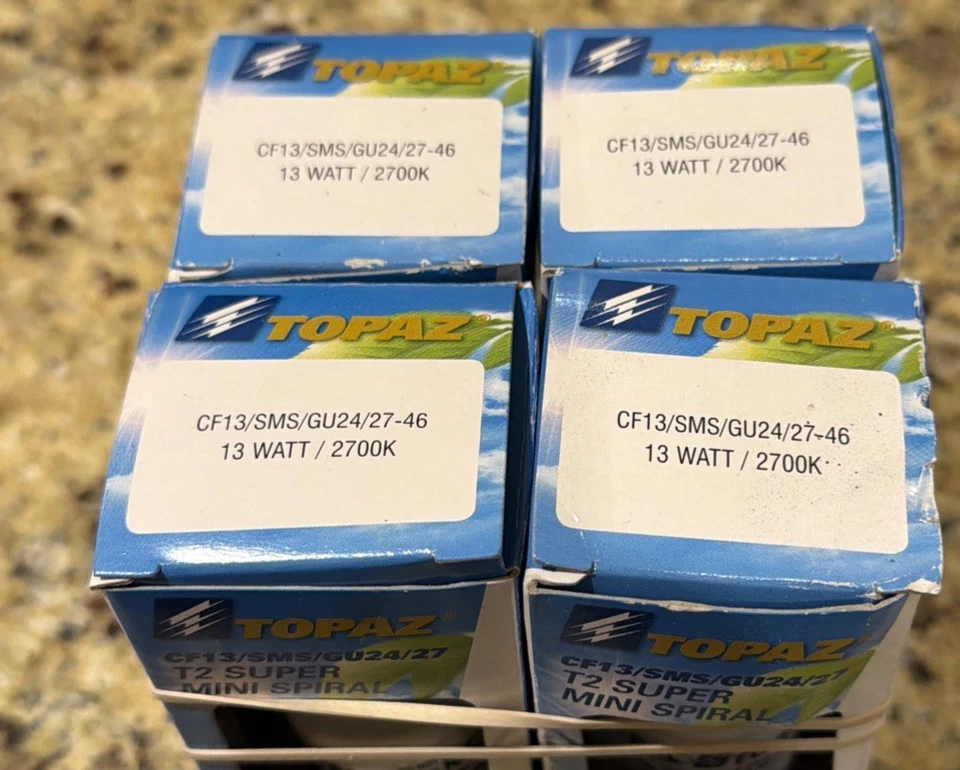 TOPAZ®
CF13/SMS/GU24/27-46
13 WATT / 2700K
TOPAZ
CF13/SMS/GU24/27-46
13 WATT / 2700K
TOPAZ®
CF13/SMS/GU24/27-46
13 WATT / 2700K
TOPAZ®
CF13/SMS/GU24/27-46
13 WATT / 2700K
TOPAZ®
CF13/SMS/GU24/27
T2 SUPER
MINI SPIRAL
TOPAZ
CF13/SMS/GU24/27
T2 SUPER
MINI SPIRAL